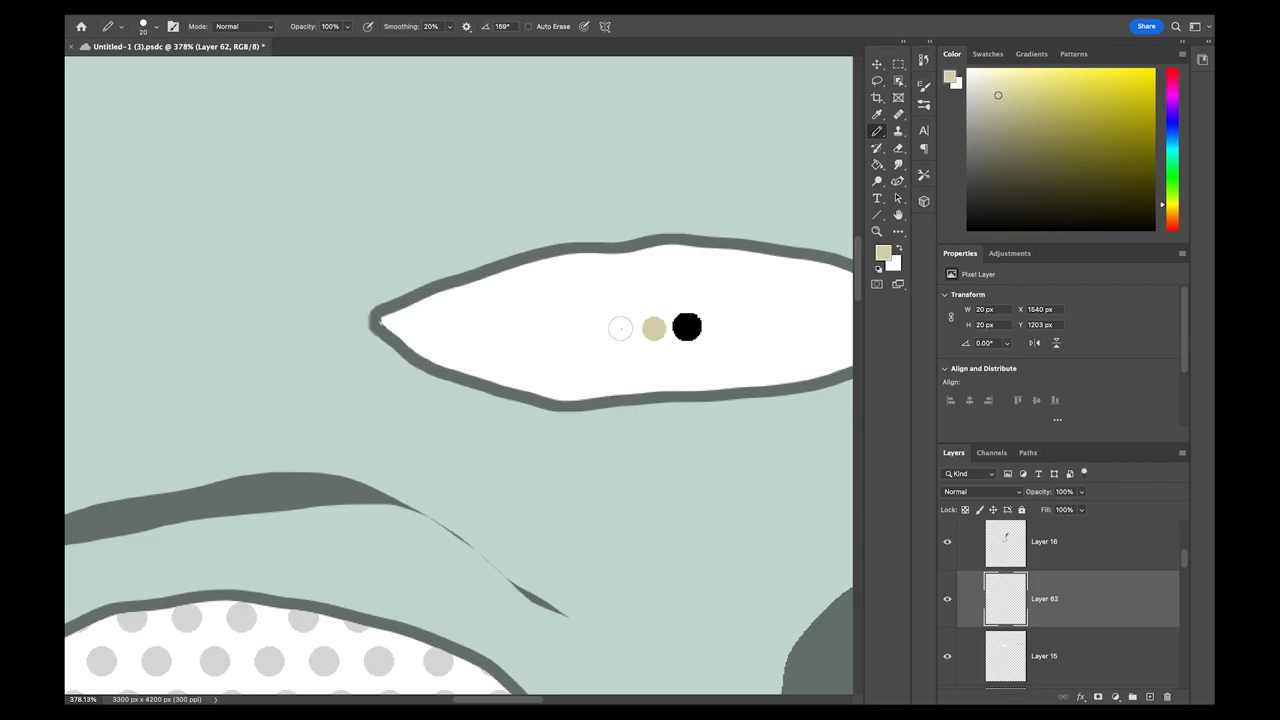 20 Mode: Normal Opacity: 100% Smoothing: 20% 169° Auto Erase Share
Untitled-1 (3).psdc @ 378% (Layer 62, RGB/8) *
Color Swatches Gradients Patterns
Properties Adjustments
Pixel Layer
Transform
W 20 px X 1540 px
H 20 px Y 1203 px
0.00°
Align and Distribute
Align:
Layers Channels Paths
Kind
Normal Opacity: 100%
Lock: Fill: 100%
Layer 16
Layer 62
Layer 15
378.13% 3300 px x 4200 px (300 ppi)